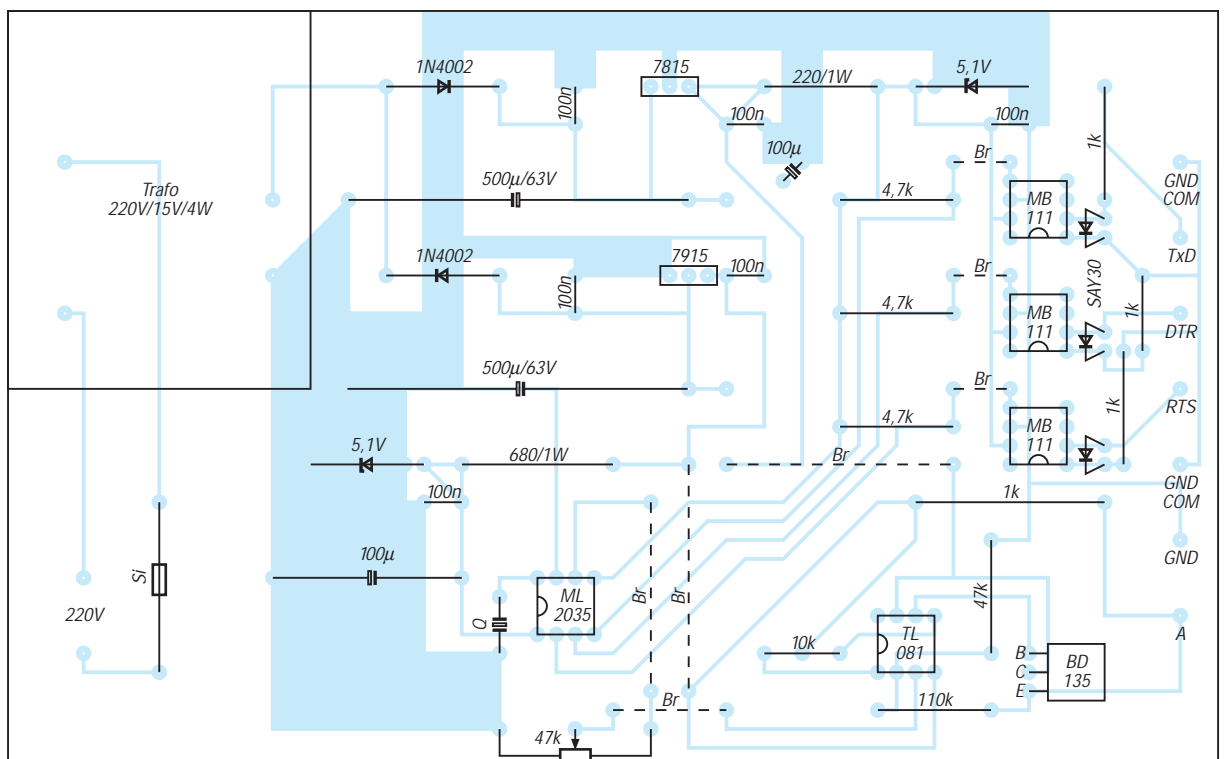 1N4002
7815
220/1W
5,1V
100n
100n
100n
1k
100µ
Br
Trafo
220V/15V/4W
500µ/63V
4,7k
MB
111
GND
COM
TxD
1N4002
7915
100n
100n
Br
SAY30
4,7k
MB
111
1k
DTR
500µ/63V
Br
1k
RTS
4,7k
MB
111
5,1V
680/1W
Br
100n
1k
GND
COM
GND
100µ
Si
220V
Q
ML
2035
Br
Br
47k
10k
TL
081
A
B
C
E
BD
135
Br
110k
47k